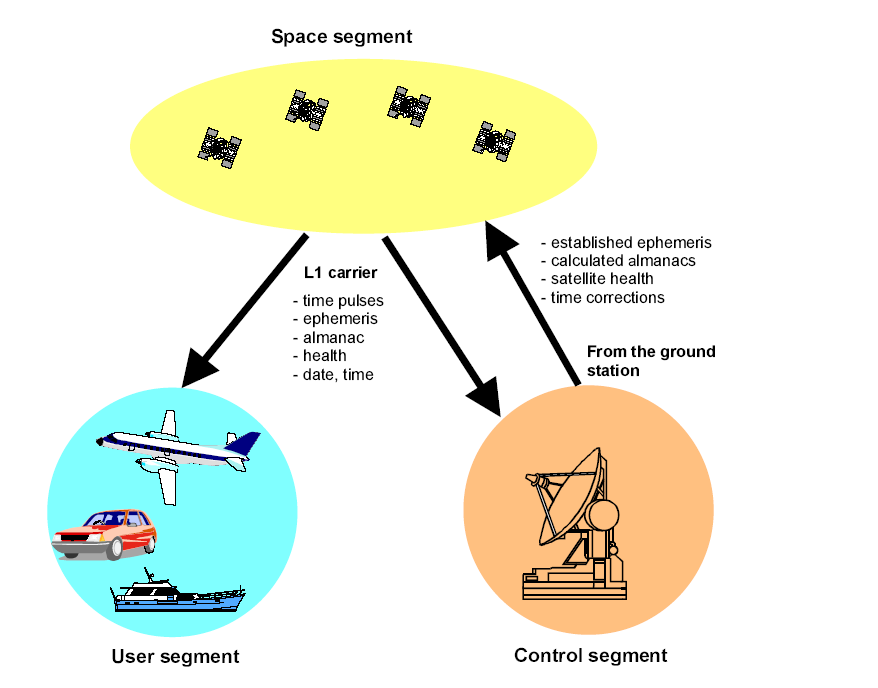 Space segment
- established ephemeris
- calculated almanacs
- satellite health
- time corrections
L1 carrier
- time pulses
- ephemeris
- almanac
- health
- date, time
From the ground
station
User segment
Control segment